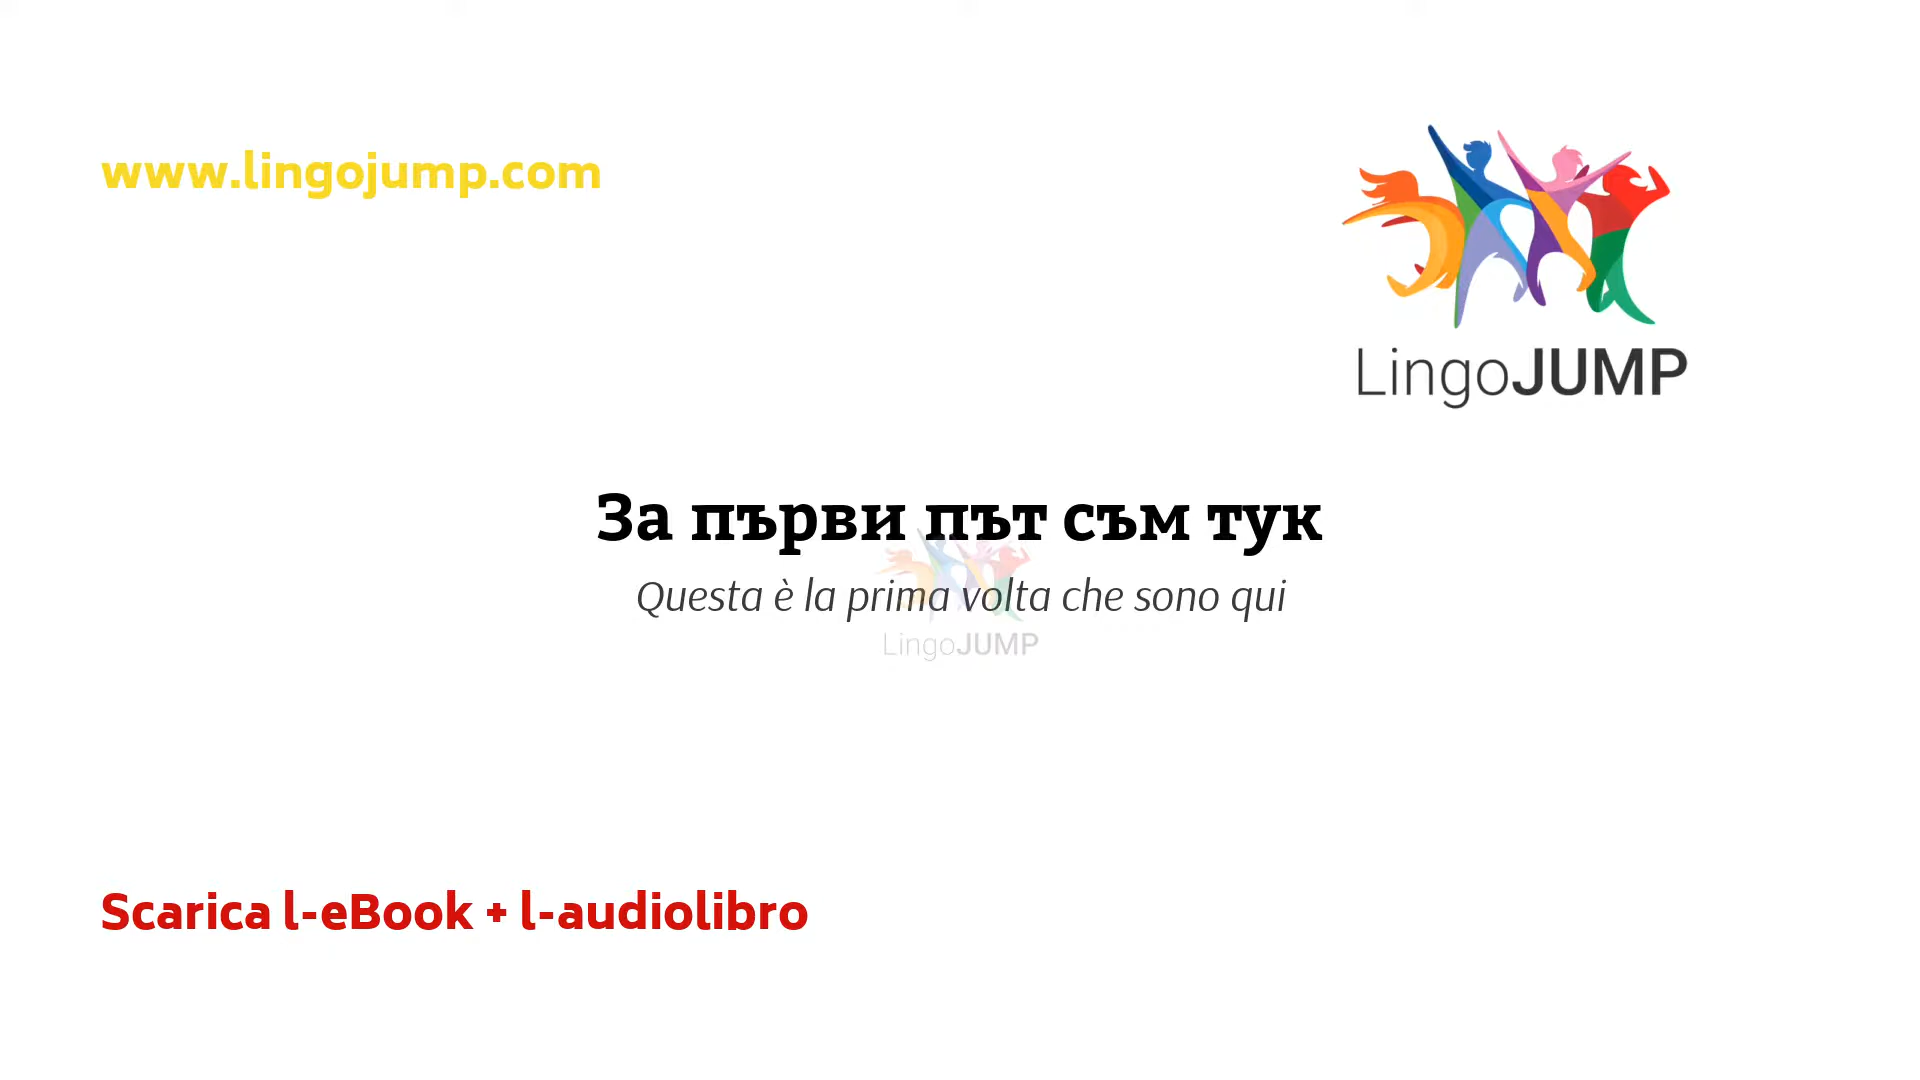 www.lingojump.com
LingoJUMP
За първи път съм тук
Questa è la prima volta che sono qui
LingoJUMP
Scarica l-eBook + l-audiolibro